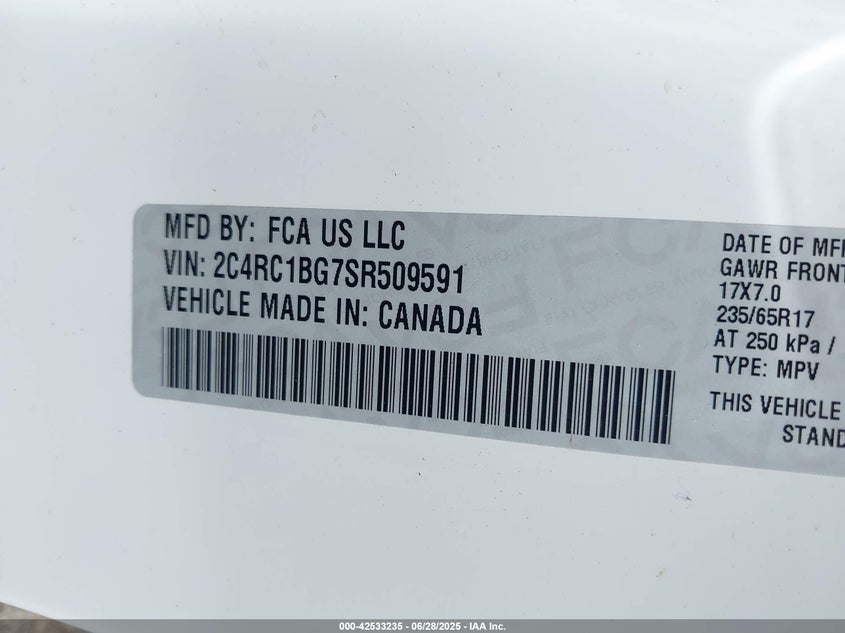 MFD BY: FCA US LLC
VIN: 2C4RC1BG7SR509591
VEHICLE MADE IN: CANADA
DATE OF MF
GAWR FRONT
17X7.0
235/65R17
AT 250 kPa /
TYPE: MPV
THIS VEHICLE
STAND
000-42533235 - 06/28/2025 - IAA Inc.